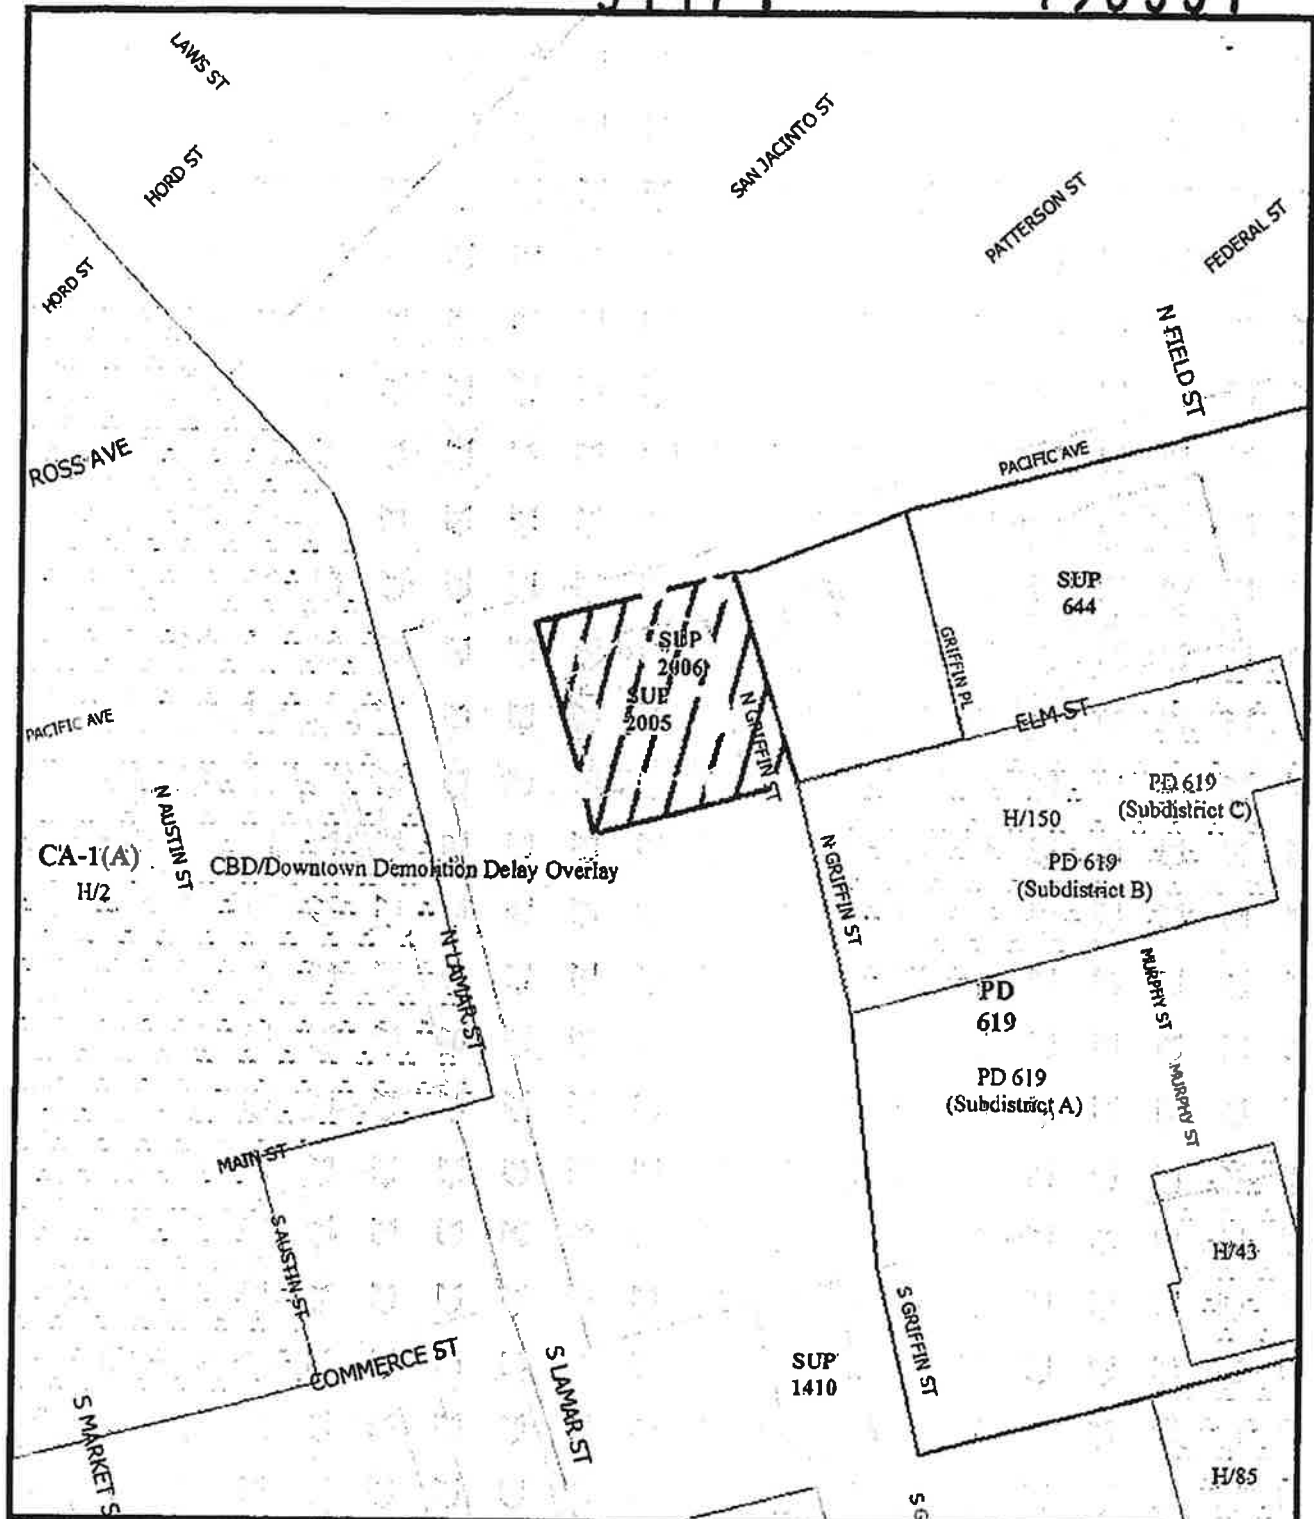 LAWS ST
HORD ST
SAN JACINTO ST
PATTERSON ST
FEDERAL ST
HORD ST
N FIELD ST
ROSS AVE
PACIFIC AVE
SUP
644
SUP
2006
SUP
2005
GRIFFIN PL
N GRIFFIN ST
ELM ST
PACIFIC AVE
N AUSTIN ST
PD 619
(Subdistrict C)
H/150
PD 619
(Subdistrict B)
CA-1(A)
H/2
CBD/Downtown Demolition Delay Overlay
N GRIFFIN ST
N LAMAR ST
MURPHY ST
PD
619
PD 619
(Subdistrict A)
MURPHY ST
MAIN ST
S AUSTIN ST
H/43
S GRIFFIN ST
COMMERCE ST
S LAMAR ST
SUP
1410
S MARKET S
H/85
S G